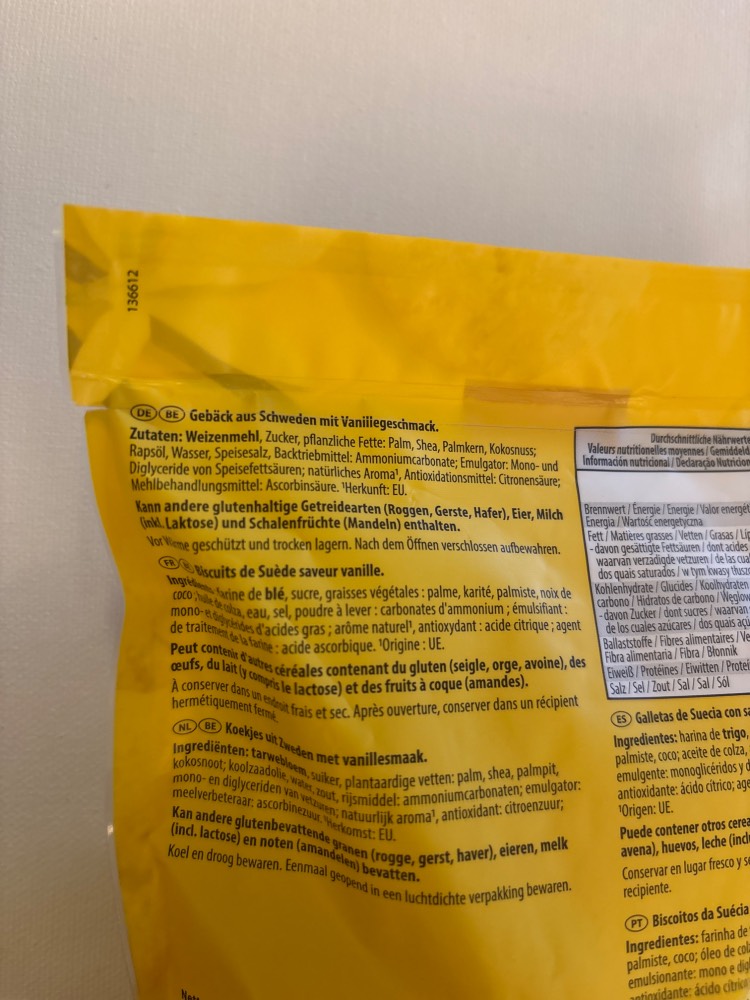 136612
DE BE Gebäck aus Schweden mit Vanillegeschmack.
Zutaten: Weizenmehl, Zucker, pflanzliche Fette: Palm, Shea, Palmkern, Kokosnuss;
Rapsöl, Wasser, Speisesalz, Backtriebmittel: Ammoniumcarbonate; Emulgator: Mono- und
Diglyceride von Speisefettsäuren; natürliches Aroma¹, Antioxidationsmittel: Citronensäure;
Mehlbehandlungsmittel: Ascorbinsäure. ¹Herkunft: EU.
Kann andere glutenhaltige Getreidearten (Roggen, Gerste, Hafer), Eier, Milch
(inkl. Laktose) und Schalenfrüchte (Mandeln) enthalten.
Vor Wärme geschützt und trocken lagern. Nach dem Öffnen verschlossen aufbewahren.
FR BE Biscuits de Suède saveur vanille.
Ingrédients: farine de blé, sucre, graisses végétales : palme, karité, palmiste, noix de
coco ; huile de colza, eau, sel, poudre à lever : carbonates d'ammonium ; émulsifiant :
mono- et diglycérides d'acides gras ; arôme naturel¹, antioxydant : acide citrique ; agent
de traitement de la farine : acide ascorbique. ¹Origine : UE.
Peut contenir d'autres céréales contenant du gluten (seigle, orge, avoine), des
œufs, du lait (y compris le lactose) et des fruits à coque (amandes).
À conserver dans un endroit frais et sec. Après ouverture, conserver dans un récipient
hermétiquement fermé.
NL BE Koekjes uit Zweden met vanillesmaak.
Ingrediënten: tarwebloem, suiker, plantaardige vetten: palm, shea, palmpit,
kokosnoot; koolzaadolie, water, zout, rijsmiddel: ammoniumcarbonaten; emulgator:
mono- en diglyceriden van vetzuren; natuurlijk aroma¹, antioxidant: citroenzuur;
meelverbeteraar: ascorbinezuur. ¹Herkomst: EU.
Kan andere glutenbevattende granen (rogge, gerst, haver), eieren, melk
(incl. lactose) en noten (amandelen) bevatten.
Koel en droog bewaren. Eenmaal geopend in een luchtdichte verpakking bewaren.
Durchschnittliche Nährwerte
Valeurs nutritionelles moyennes / Gemiddeld
Información nutricional / Declaração Nutricion
Brennwert / Énergie / Energie / Valor energét
Energia / Wartość energetyczna
Fett / Matières grasses / Vetten / Grasas / Líp
- davon gesättigte Fettsäuren / dont acides
waarvan verzadigde vetzuren / de las cual
dos quais saturados / w tym kwasy tłuszc
Kohlenhydrate / Glucides / Koolhydraten
carbono / Hidratos de carbono / Węglow
- davon Zucker / dont sucres / waarvan
de los cuales azúcares / dos quais açu
Ballaststoffe / Fibres alimentaires / Ve
Fibra alimentaria / Fibra / Błonnik
Eiweiß / Protéines / Eiwitten / Protei
Salz / Sel / Zout / Sal / Sal / Sól
ES Galletas de Suecia con sa
Ingredientes: harina de trigo,
palmiste, coco; aceite de colza,
emulgente: monoglicéridos y d
antioxidante: ácido cítrico; age
¹Origen: UE.
Puede contener otros cerea
avena), huevos, leche (inclu
Conservar en lugar fresco y se
recipiente.
PT Biscoitos da Suécia
Ingredientes: farinha de
palmiste, coco; óleo de col
emulsionante: mono e dig
antioxidante: ácido cítric